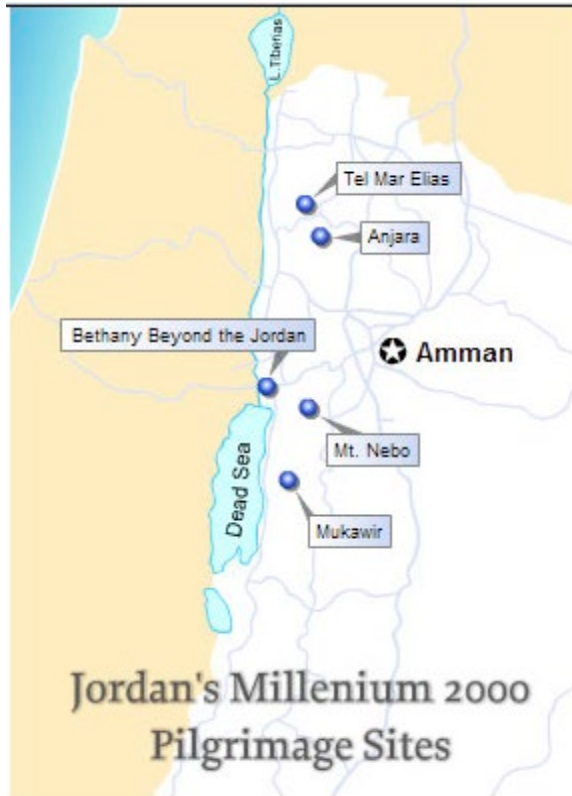 L. Tiberias
Tel Mar Elias
Anjara
Bethany Beyond the Jordan
Amman
Mt. Nebo
Dead Sea
Mukawir
Jordan's Millenium 2000
Pilgrimage Sites